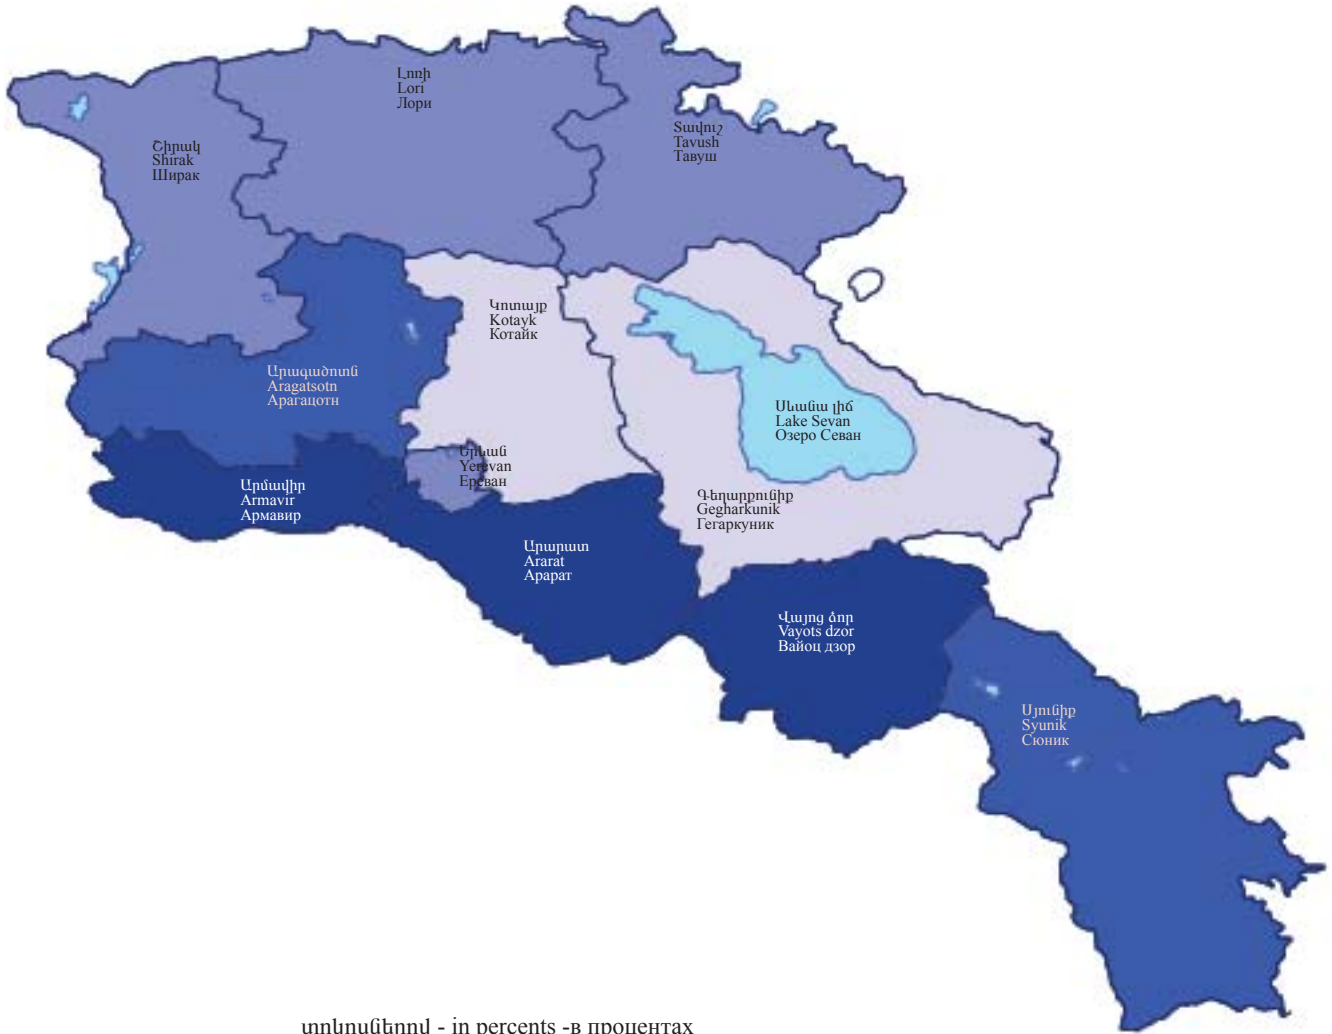 Լոռի
Lori
Лори
Տավուշ
Tavush
Тавуш
Շիրակ
Shirak
Ширак
Կոտայք
Kotayk
Котайк
Արագածոտն
Aragatsotn
Арагацотн
Սևանա լիճ
Lake Sevan
Озеро Севан
Երևան
Yerevan
Ереван
Արմավիր
Armavir
Армавир
Գեղարքունիք
Gegharkunik
Гегаркуник
Արարատ
Ararat
Арарат
Վայոց ձոր
Vayots dzor
Вайоц дзор
Սյունիք
Syunik
Сюник
տոկոսներով - in percents -в процентах